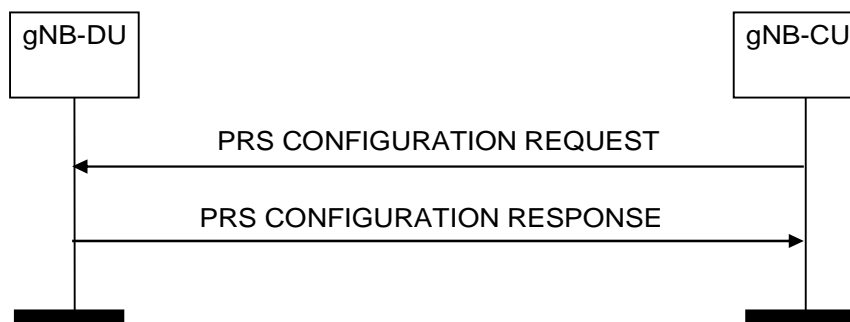 gNB-DU
gNB-CU
PRS CONFIGURATION REQUEST
PRS CONFIGURATION RESPONSE